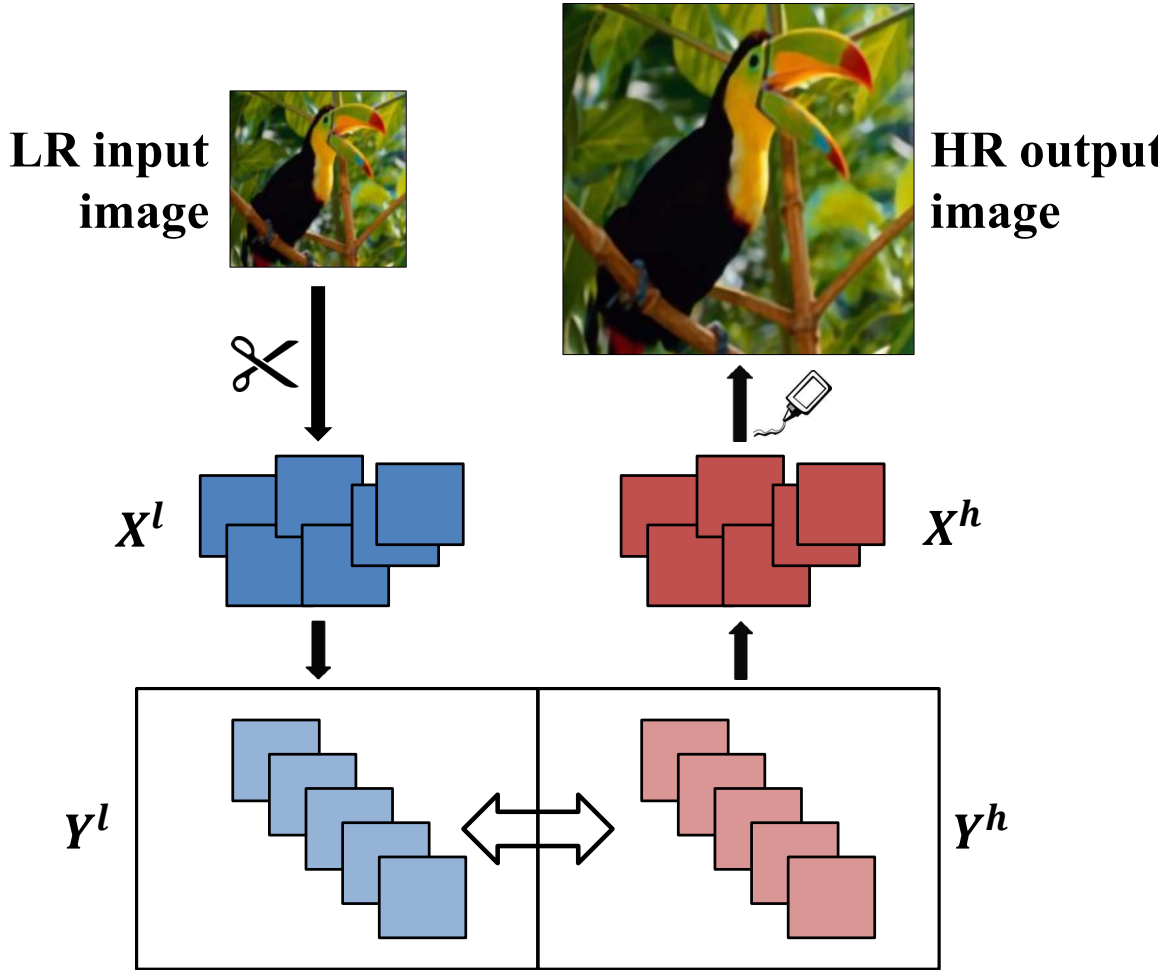 LR input
image
HR output
image
X^l
X^h
Y^l
Y^h